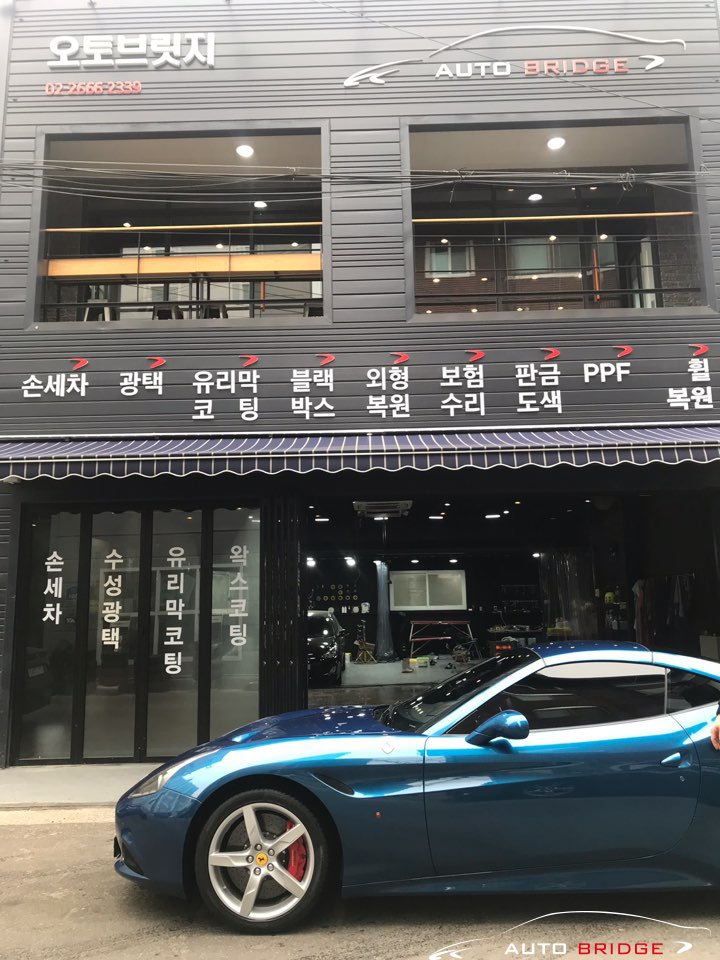 오토브릿지
02-2666-2339
AUTO BRIDGE
손세차 광택 유리막 블랙 외형 보험 판금 PPF 휠
코팅 박스 복원 수리 도색 복원
손세차
수성광택
유리막코팅
왁스코팅
AUTO BRIDGE